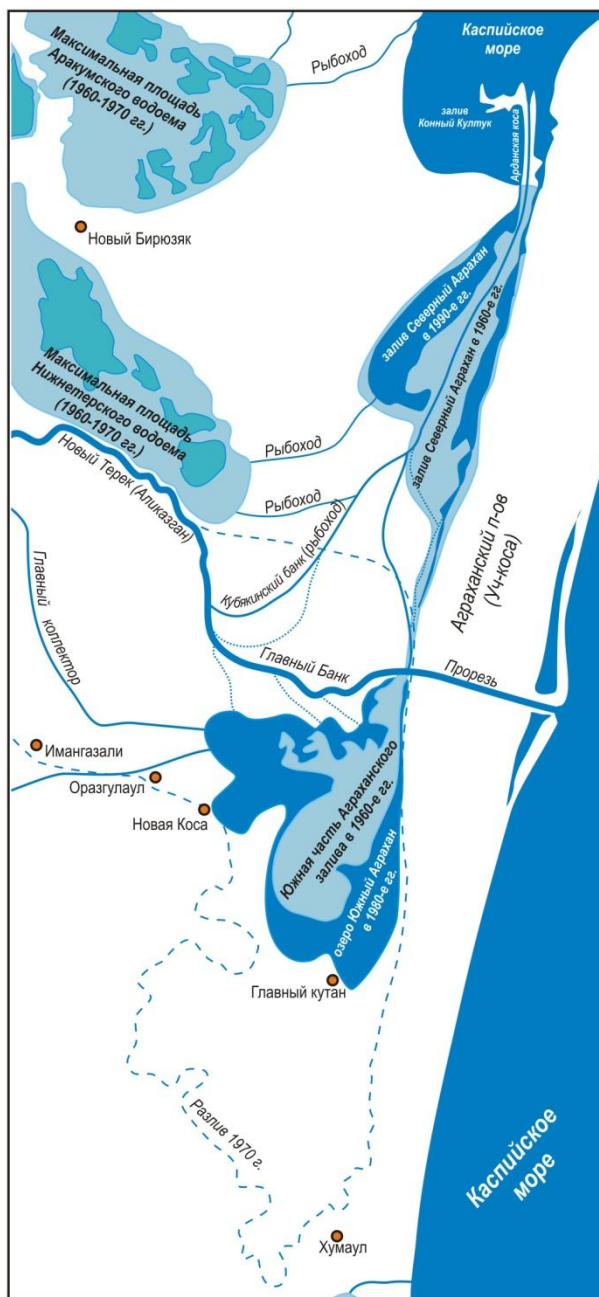 Максимальная площадь
Аракумского водоема
(1960-1970 гг.)
Рыбоход
Каспийское
море
залив
Конный Култук
Арданская коса
Новый Бирюзяк
залив Северный Аграхан
в 1990-е гг.
залив Северный Аграхан в 1960-е гг.
Максимальная площадь
Нижнетерского водоема
(1960-1970 гг.)
Рыбоход
Рыбоход
Новый Терек (Аликазган)
Кубякинский банк (рыбоход)
Аграханский п-ов
(Уч-коса)
Главный коллектор
Главный Банк
Прорезь
Имангазали
Оразгулаул
Новая Коса
Южная часть Аграханского
залива в 1960-е гг.
озеро Южный Аграхан
в 1980-е гг.
Главный кутан
Разлив 1970 г.
Каспийское
море
Хумаул